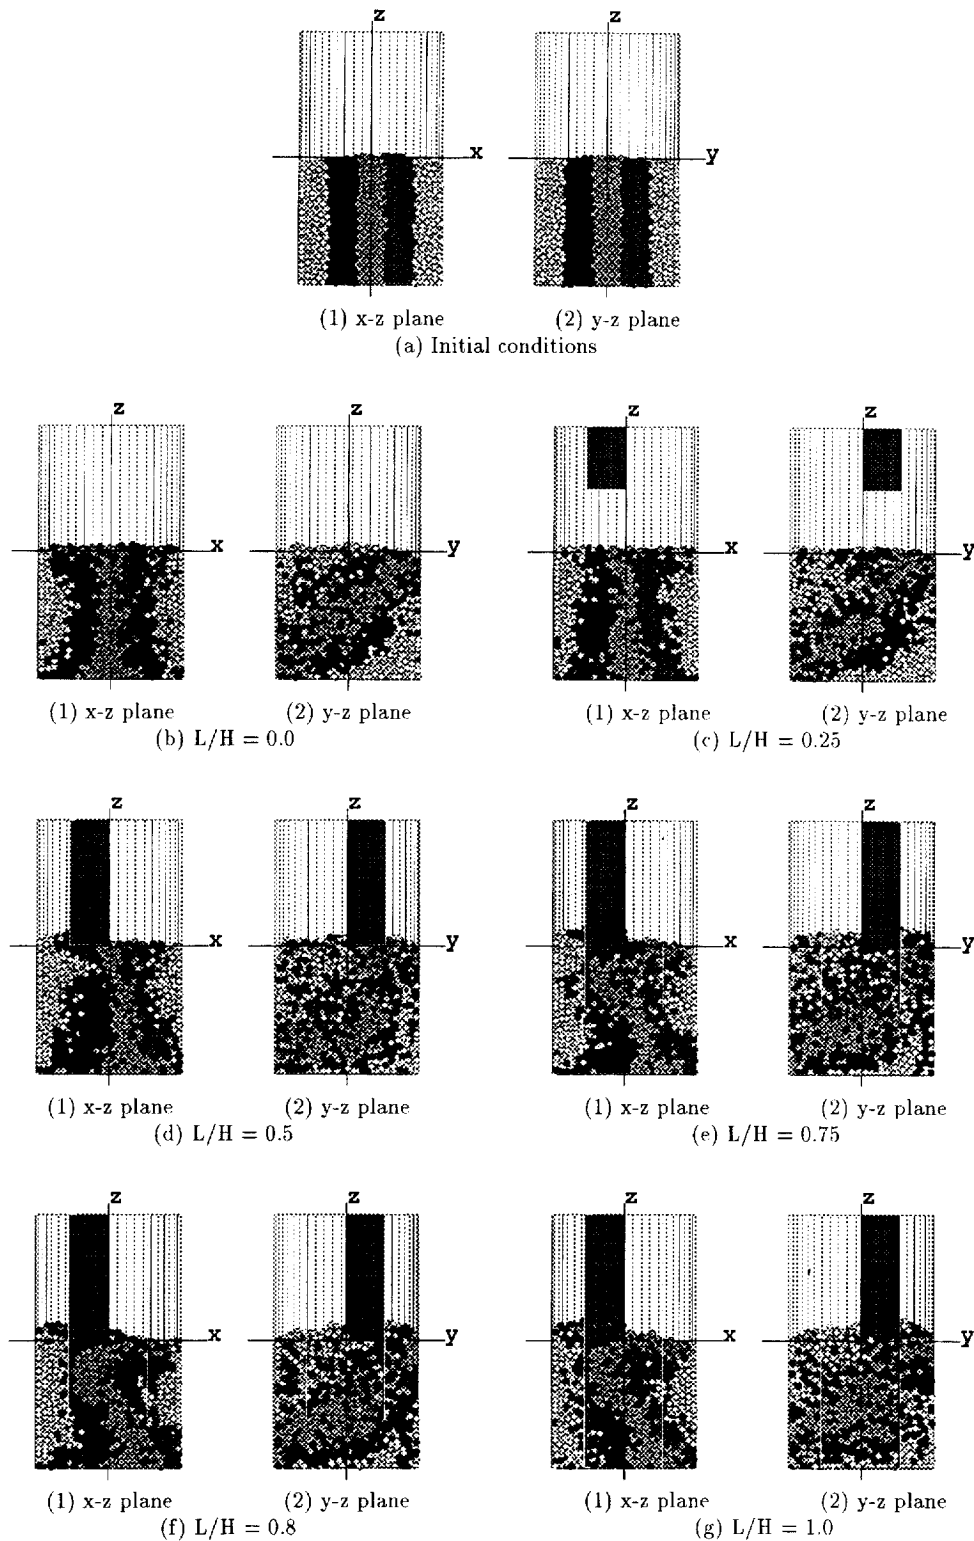 z z
x y
(1) x-z plane (2) y-z plane
(a) Initial conditions
z z z z
x y x y
(1) x-z plane (2) y-z plane (1) x-z plane (2) y-z plane
(b) L/H = 0.0 (c) L/H = 0.25
z z z z
x y x y
(1) x-z plane (2) y-z plane (1) x-z plane (2) y-z plane
(d) L/H = 0.5 (e) L/H = 0.75
z z z z
x y x y
(1) x-z plane (2) y-z plane (1) x-z plane (2) y-z plane
(f) L/H = 0.8 (g) L/H = 1.0